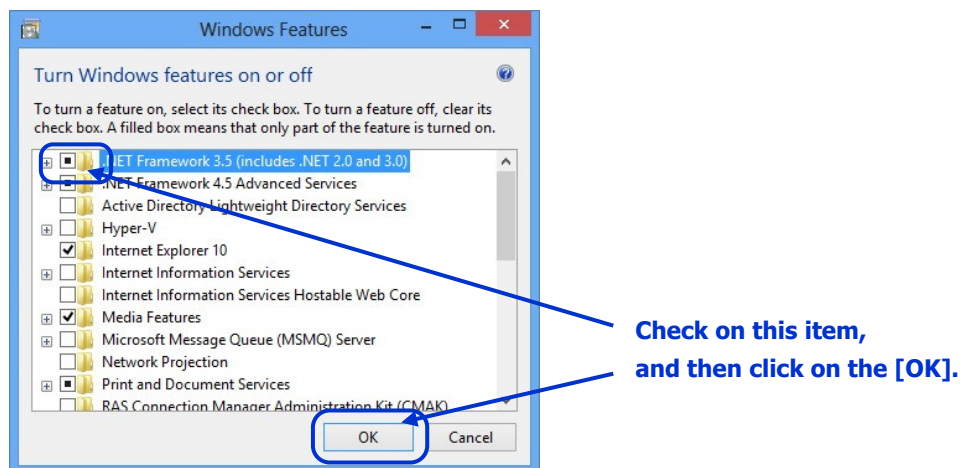 Windows Features
Turn Windows features on or off
To turn a feature on, select its check box. To turn a feature off, clear its
check box. A filled box means that only part of the feature is turned on.
.NET Framework 3.5 (includes .NET 2.0 and 3.0)
.NET Framework 4.5 Advanced Services
Active Directory Lightweight Directory Services
Hyper-V
Internet Explorer 10
Internet Information Services
Internet Information Services Hostable Web Core
Media Features
Microsoft Message Queue (MSMQ) Server
Network Projection
Print and Document Services
RAS Connection Manager Administration Kit (CMAK)
OK Cancel
Check on this item,
and then click on the [OK].